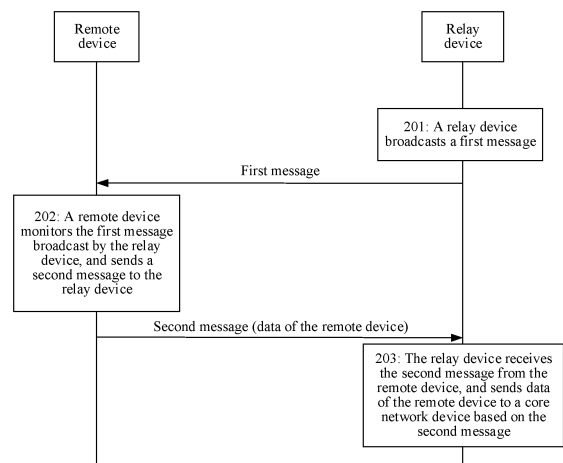 Remote
device
Relay
device
201: A relay device
broadcasts a first message
First message
202: A remote device
monitors the first message
broadcast by the relay
device, and sends a
second message to the
relay device
Second message (data of the remote device)
203: The relay device receives
the second message from the
remote device, and sends data
of the remote device to a core
network device based on the
second message